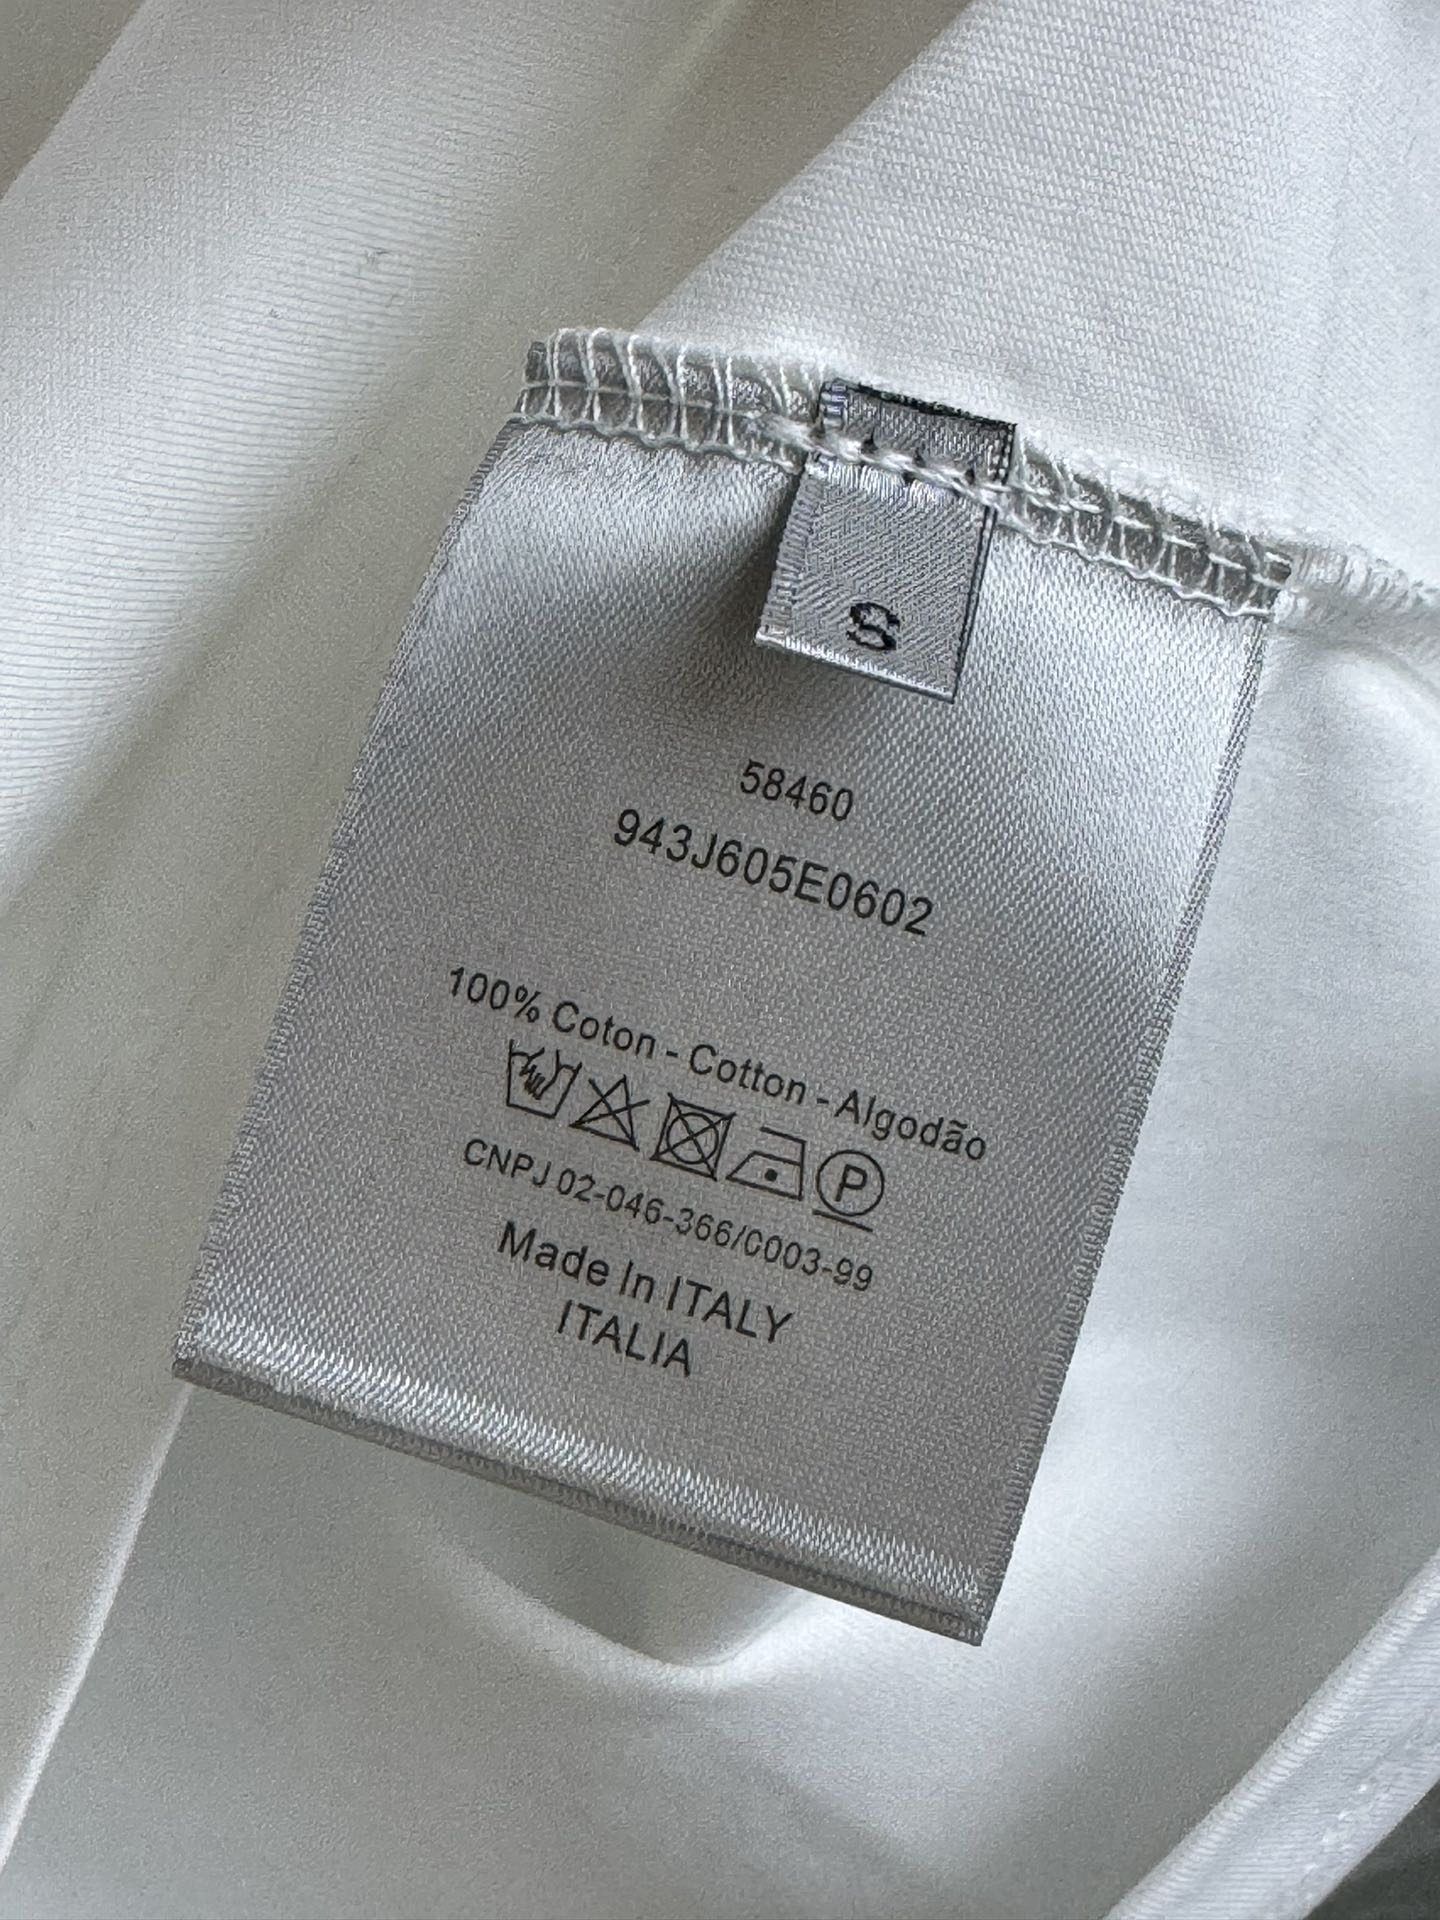 S
58460
943J605E0602
100% Coton - Cotton - Algodão
P
CNPJ 02-046-366/C003-99
Made In ITALY
ITALIA